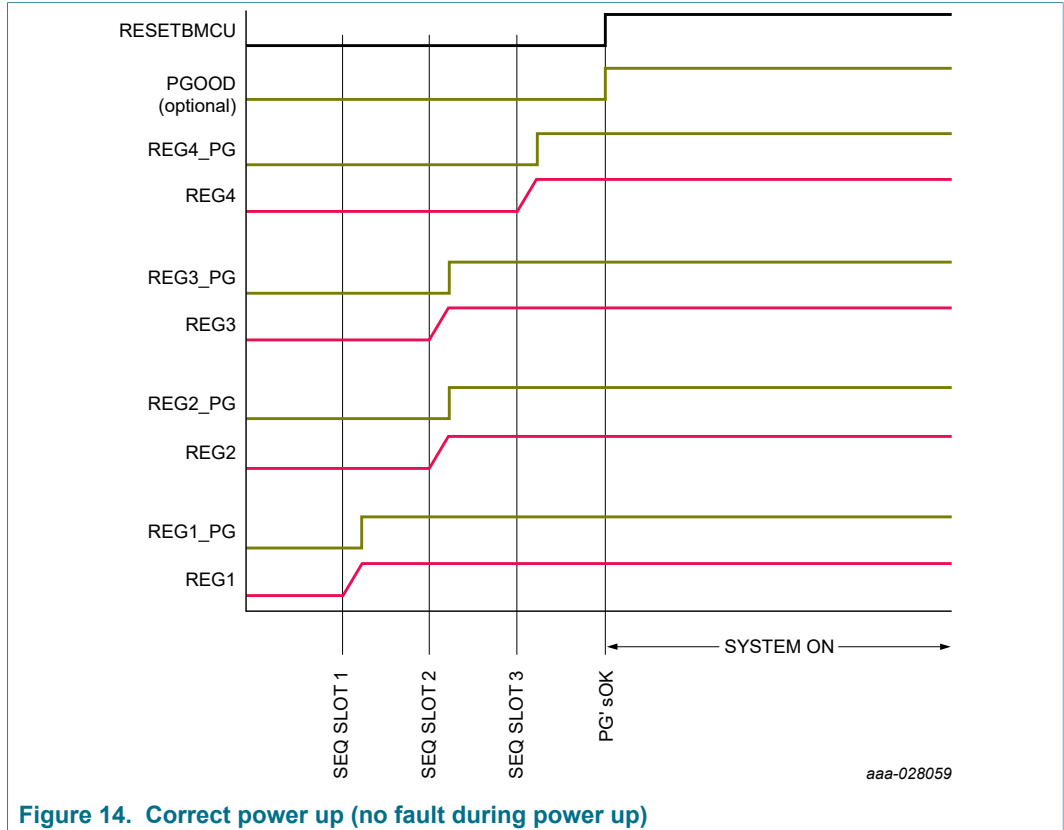 RESETBMCU
PGOOD
(optional)
REG4_PG
REG4
REG3_PG
REG3
REG2_PG
REG2
REG1_PG
REG1
SYSTEM ON
SEQ SLOT 1
SEQ SLOT 2
SEQ SLOT 3
PG' sOK
aaa-028059
Figure 14. Correct power up (no fault during power up)